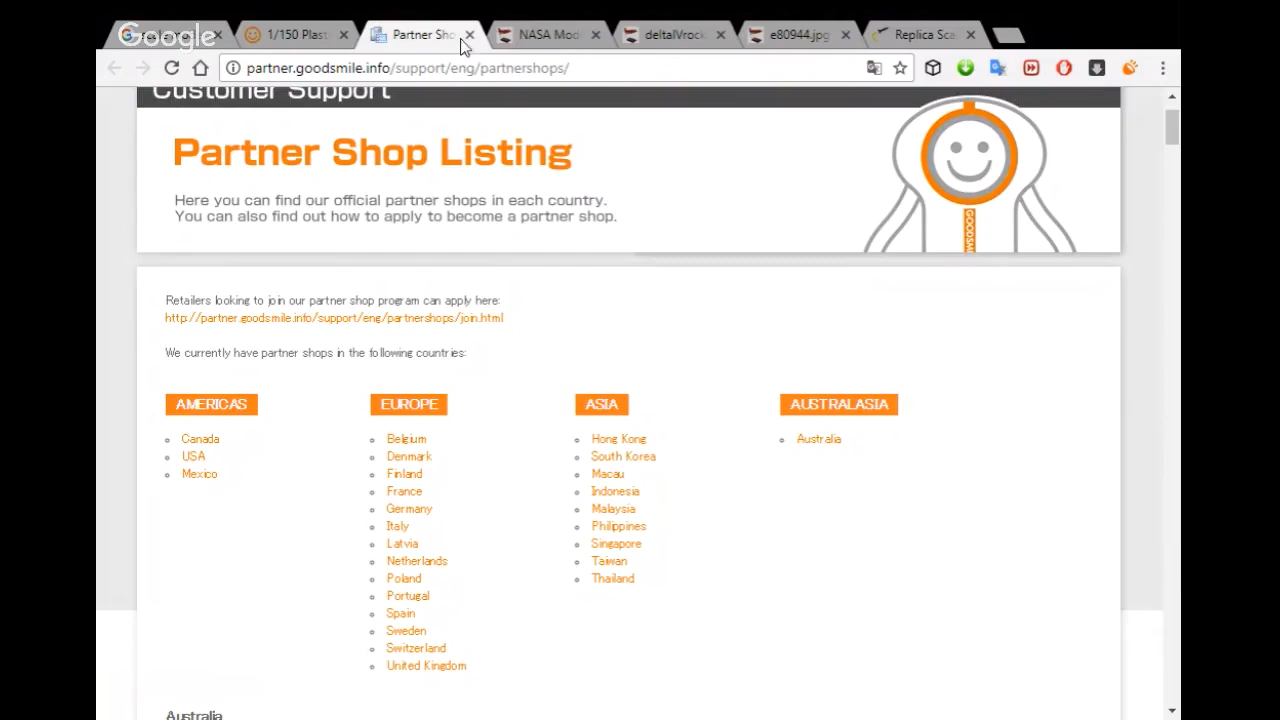 Google
1/150 Plast
Partner Sho
NASA Mod
deltaIVrock
e80944.jpg
Replica Sca
partner.goodsmile.info/support/eng/partnershops/
Customer Support
Partner Shop Listing
Here you can find our official partner shops in each country.
You can also find out how to apply to become a partner shop.
GOODSM
Retailers looking to join our partner shop program can apply here:
http://partner.goodsmile.info/support/eng/partnershops/join.html
We currently have partner shops in the following countries:
AMERICAS
Canada
USA
Mexico
EUROPE
Belgium
Denmark
Finland
France
Germany
Italy
Latvia
Netherlands
Poland
Portugal
Spain
Sweden
Switzerland
United Kingdom
ASIA
Hong Kong
South Korea
Macau
Indonesia
Malaysia
Philippines
Singapore
Taiwan
Thailand
AUSTRALASIA
Australia
Australia